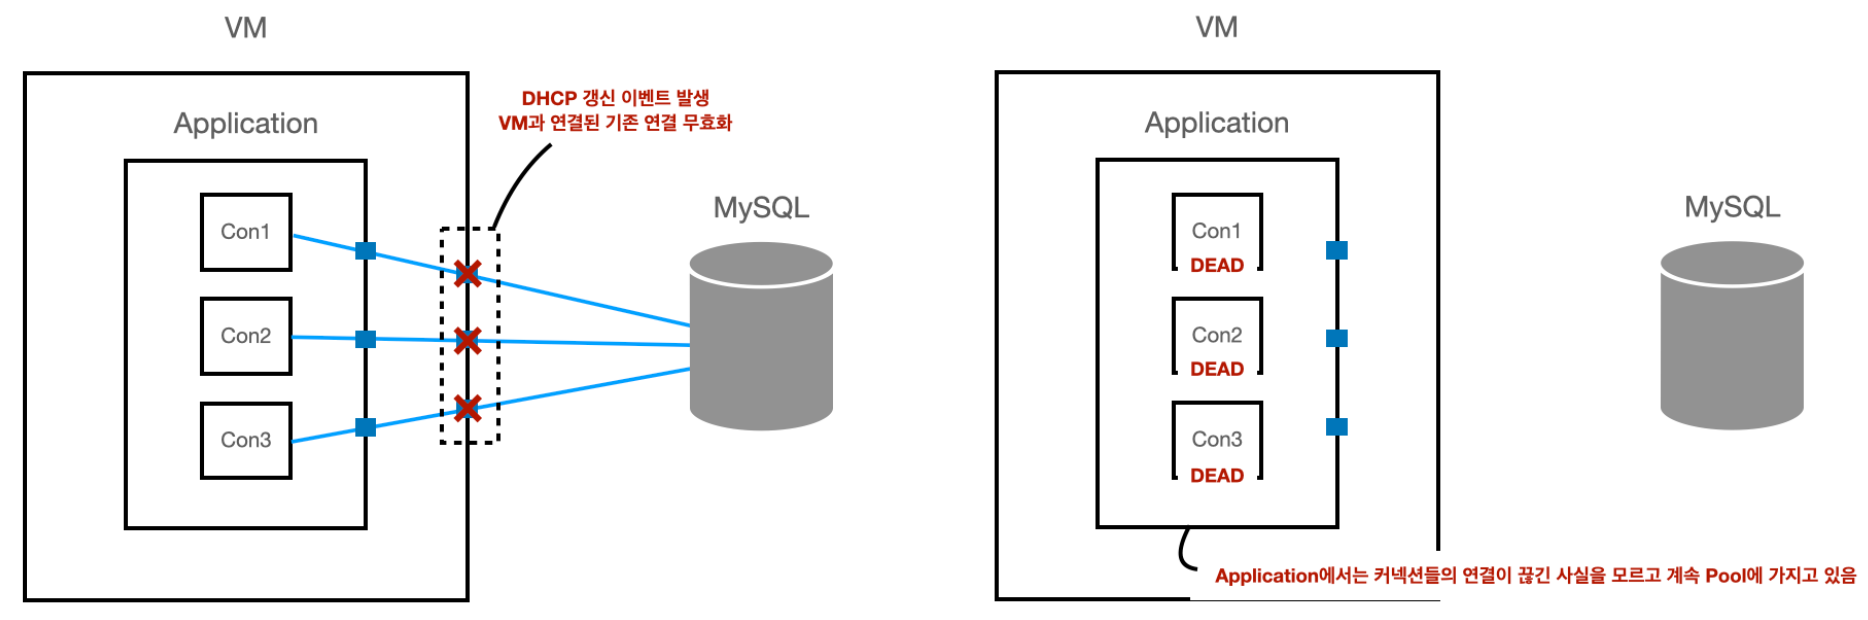 VM
Application
DHCP 갱신 이벤트 발생
VM과 연결된 기존 연결 무효화
Con1
Con2
Con3
MySQL
VM
Application
Con1
DEAD
Con2
DEAD
Con3
DEAD
MySQL
Application에서는 커넥션들의 연결이 끊긴 사실을 모르고 계속 Pool에 가지고 있음